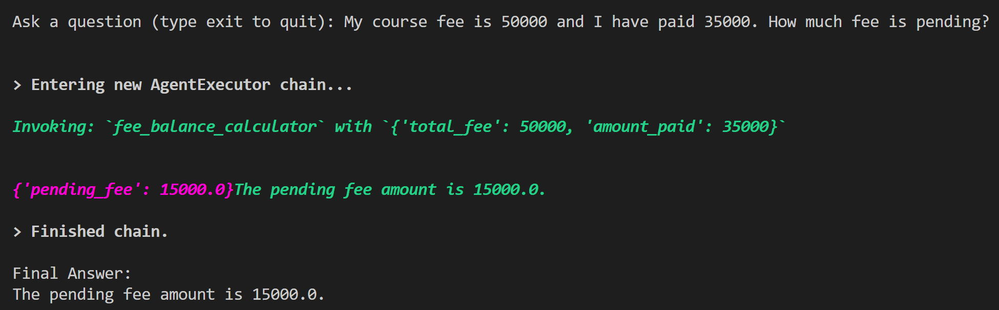 Ask a question (type exit to quit): My course fee is 50000 and I have paid 35000. How much fee is pending?
> Entering new AgentExecutor chain...
Invoking: `fee_balance_calculator` with `{'total_fee': 50000, 'amount_paid': 35000}`
{'pending_fee': 15000.0}The pending fee amount is 15000.0.
> Finished chain.
Final Answer:
The pending fee amount is 15000.0.